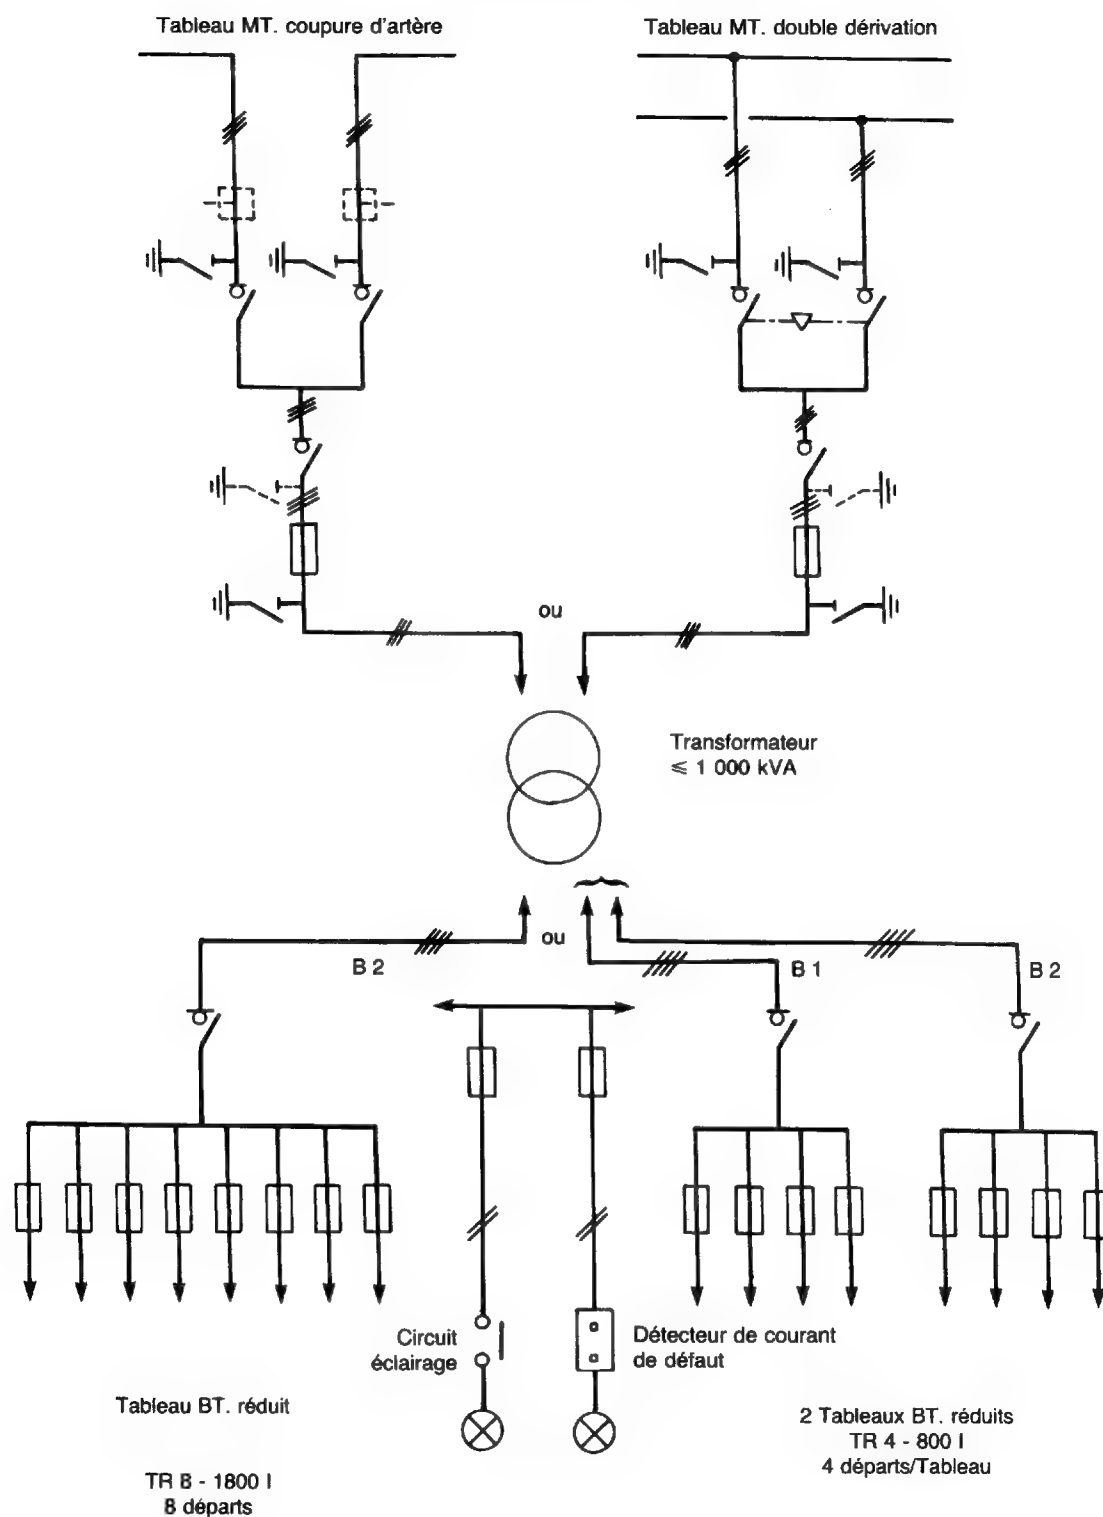 Tableau MT. coupure d'artère
Tableau MT. double dérivation
ou
Transformateur
≤ 1 000 kVA
ou
B 2
B 1
B 2
Circuit
éclairage
Détecteur de courant
de défaut
Tableau BT. réduit
TR 8 - 1800 I
8 départs
2 Tableaux BT. réduits
TR 4 - 800 I
4 départs/Tableau